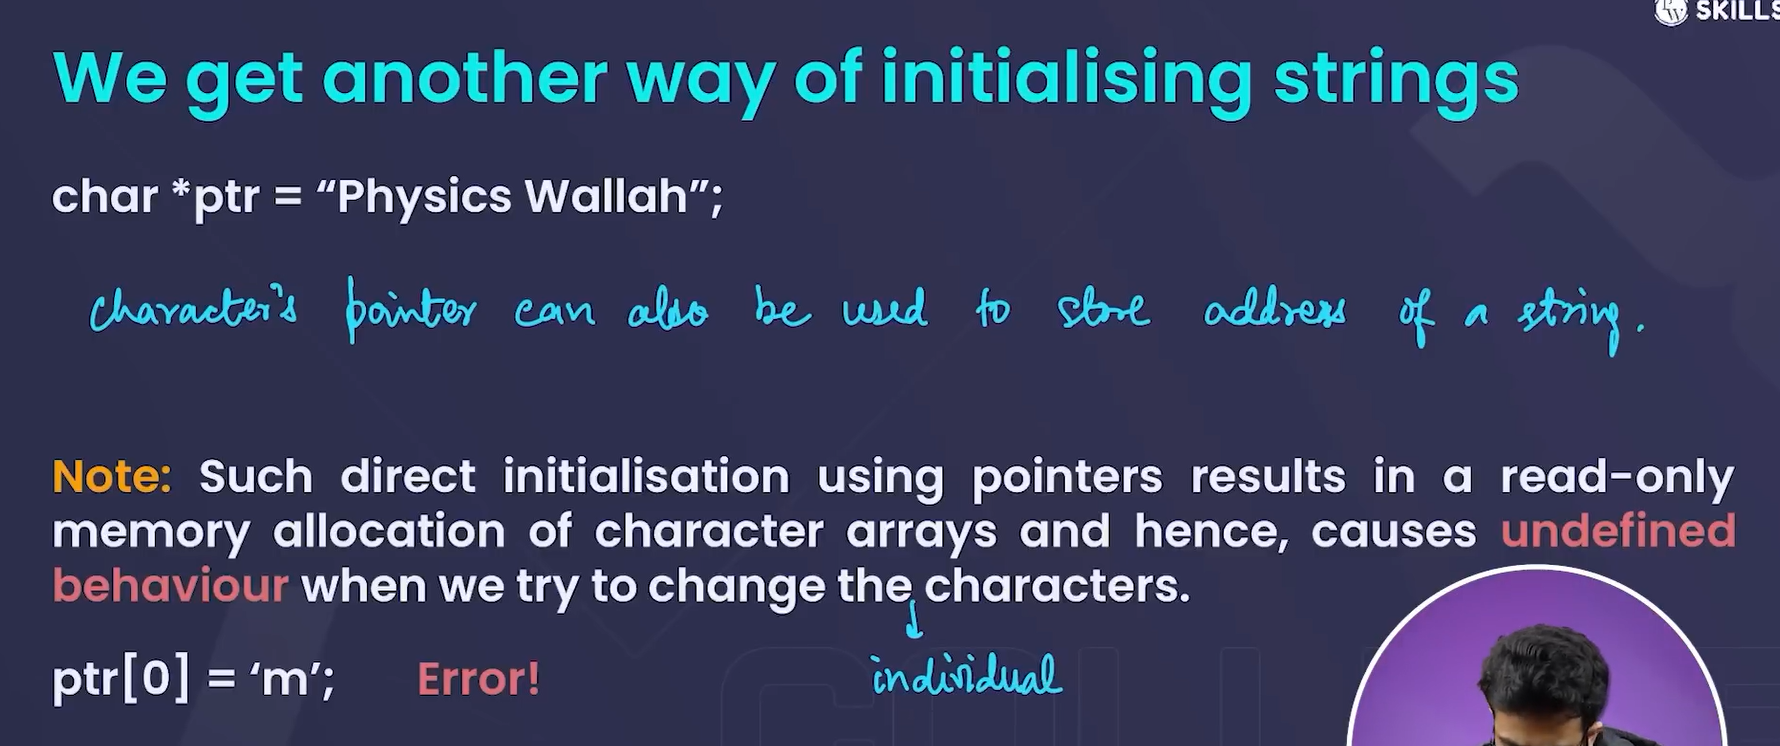 SKILLS
We get another way of initialising strings
char *ptr = “Physics Wallah”;
character's pointer can also be used to store address of a string.
Note: Such direct initialisation using pointers results in a read-only
memory allocation of character arrays and hence, causes undefined
behaviour when we try to change the characters.
individual
ptr[0] = ‘m’; Error!